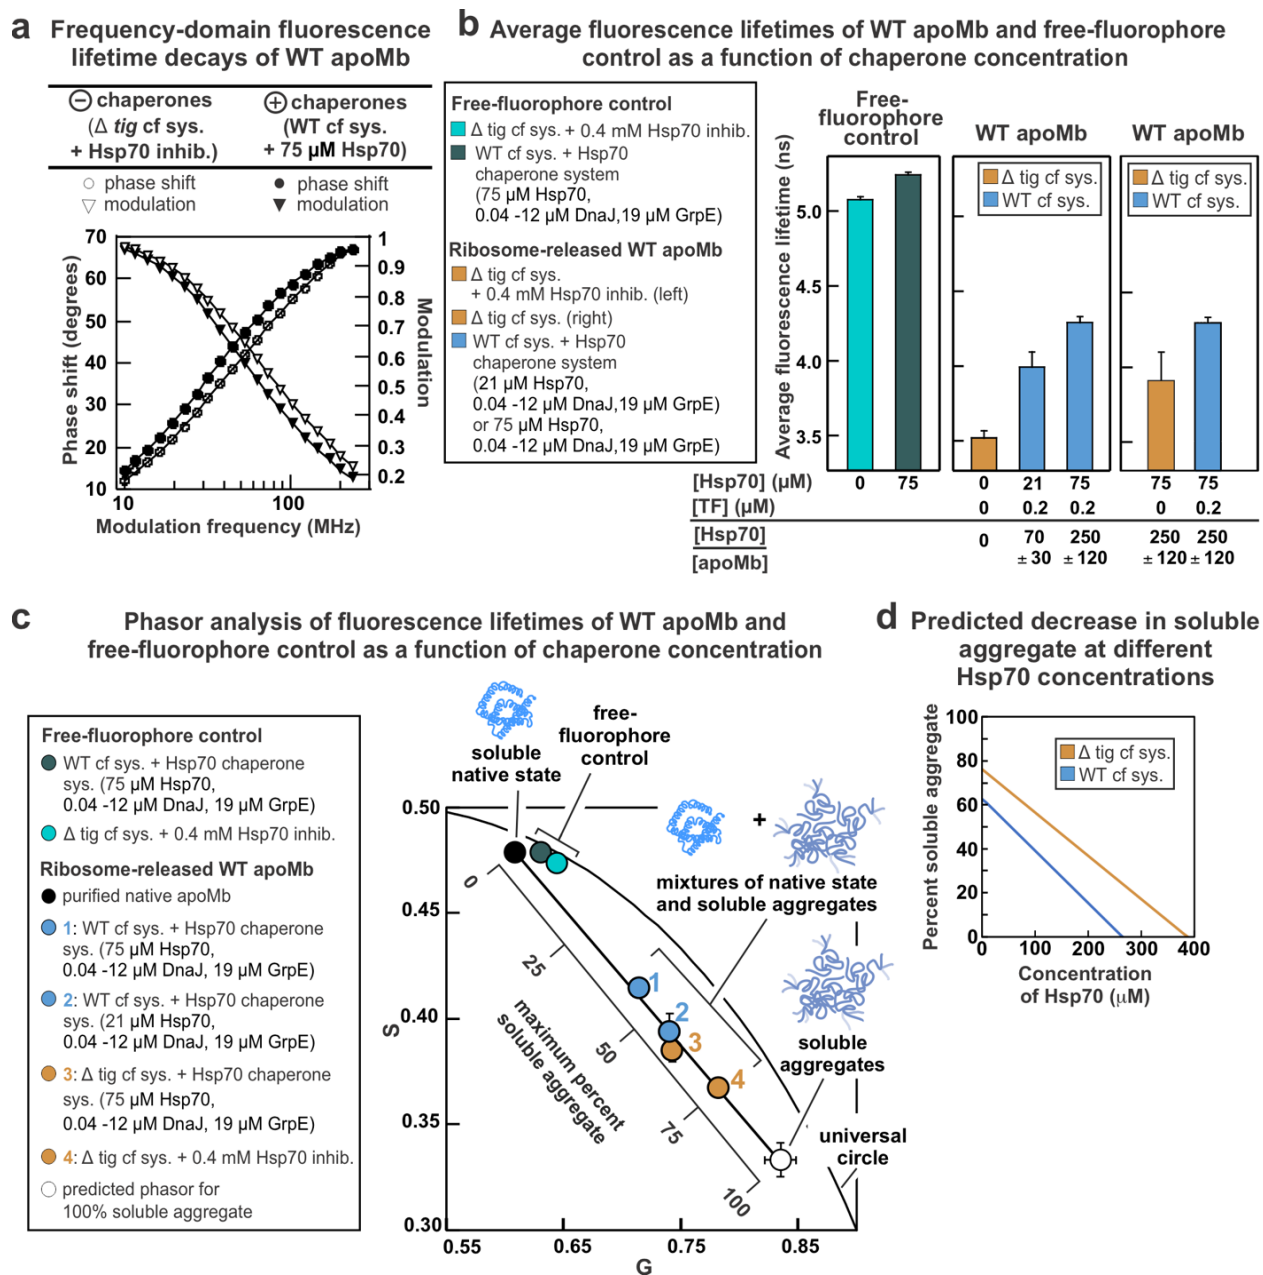 a
Frequency-domain fluorescence
lifetime decays of WT apoMb
− chaperones
(Δ tig cf sys.
+ Hsp70 inhib.)
+ chaperones
(WT cf sys.
+ 75 µM Hsp70)
○ phase shift
▽ modulation
● phase shift
▼ modulation
70
60
50
40
30
20
10
Phase shift (degrees)
1
0.9
0.8
0.7
0.6
0.5
0.4
0.3
0.2
Modulation
10
100
Modulation frequency (MHz)
b
Average fluorescence lifetimes of WT apoMb and free-fluorophore
control as a function of chaperone concentration
Free-fluorophore control
Δ tig cf sys. + 0.4 mM Hsp70 inhib.
WT cf sys. + Hsp70
chaperone system
(75 µM Hsp70,
0.04 -12 µM DnaJ,19 µM GrpE)
Ribosome-released WT apoMb
Δ tig cf sys.
+ 0.4 mM Hsp70 inhib. (left)
Δ tig cf sys. (right)
WT cf sys. + Hsp70
chaperone system
(21 µM Hsp70,
0.04 -12 µM DnaJ,19 µM GrpE)
or 75 µM Hsp70,
0.04 -12 µM DnaJ,19 µM GrpE)
Average fluorescence lifetime (ns)
5.0
4.5
4.0
3.5
Free-
fluorophore
control
WT apoMb
Δ tig cf sys.
WT cf sys.
WT apoMb
Δ tig cf sys.
WT cf sys.
[Hsp70] (µM) 0 75 0 21 75 75 75
[TF] (µM) 0 0.2 0.2 0 0.2
[Hsp70] 0 70 250 250 250
[apoMb] ± 30 ± 120 ± 120 ± 120
c
Phasor analysis of fluorescence lifetimes of WT apoMb and
free-fluorophore control as a function of chaperone concentration
Free-fluorophore control
WT cf sys. + Hsp70 chaperone
sys. (75 µM Hsp70,
0.04 -12 µM DnaJ, 19 µM GrpE)
Δ tig cf sys. + 0.4 mM Hsp70 inhib.
Ribosome-released WT apoMb
purified native apoMb
1: WT cf sys. + Hsp70 chaperone
sys. (75 µM Hsp70,
0.04 -12 µM DnaJ, 19 µM GrpE)
2: WT cf sys. + Hsp70 chaperone
sys. (21 µM Hsp70,
0.04 -12 µM DnaJ, 19 µM GrpE)
3: Δ tig cf sys. + Hsp70 chaperone
sys. (75 µM Hsp70,
0.04 -12 µM DnaJ, 19 µM GrpE)
4: Δ tig cf sys. + 0.4 mM Hsp70 inhib.
predicted phasor for
100% soluble aggregate
soluble
native state
free-
fluorophore
control
+
mixtures of native state
and soluble aggregates
soluble
aggregates
universal
circle
1
2
3
4
0
25
50
75
100
maximum percent
soluble aggregate
0.50
0.45
0.40
0.35
0.30
S
0.55
0.65
0.75
0.85
G
d
Predicted decrease in soluble
aggregate at different
Hsp70 concentrations
Percent soluble aggregate
100
80
60
40
20
0
Δ tig cf sys.
WT cf sys.
0 100 200 300 400
Concentration
of Hsp70 (µM)